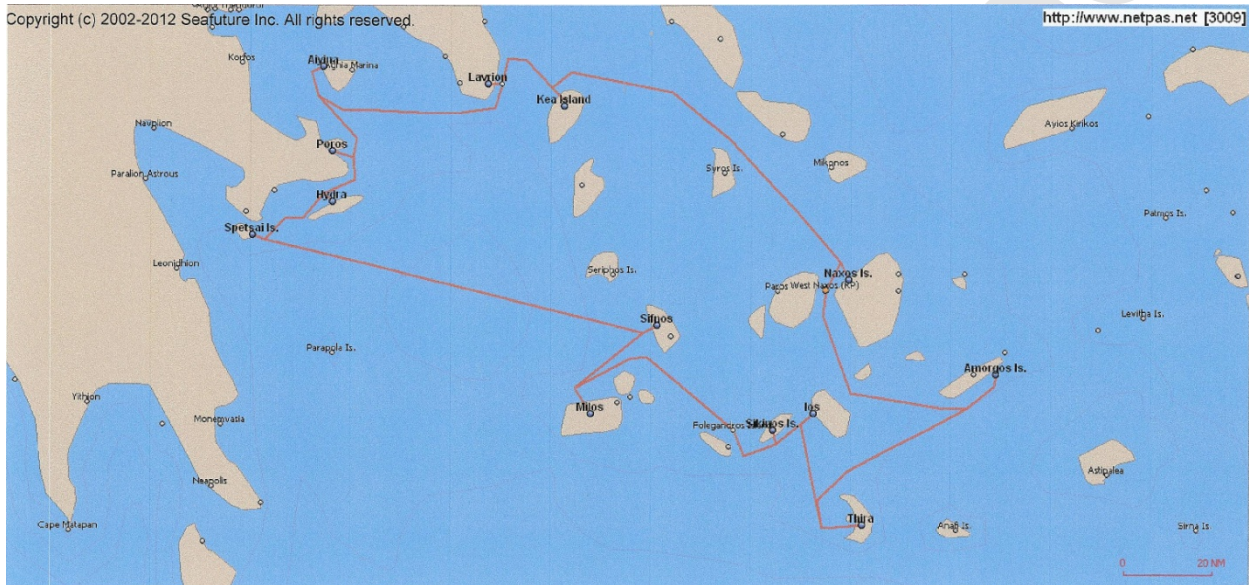 Copyright (c) 2002-2012 Seafuture Inc. All rights reserved.
http://www.netpas.net [3009]
Koños
Aiyina
Aghia Marina
Lavrion
Kea Island
Navplion
Ayios Kirikos
Poros
Paralion Astrous
Syros Is.
Mikonos
Hydra
Patmos Is.
Spetsai Is.
Leonidhion
Seriphos Is.
Naxos Is.
Paros
West Naxos (KP)
Sifnos
Levitha Is.
Parapola Is.
Amorgos Is.
Yithion
Milos
Ios
Monemvasia
Folegandros
Sikinos Is.
Astipalea
Neapolis
Cape Matapan
Thira
Anafi Is.
Sirna Is.
0
20 NM